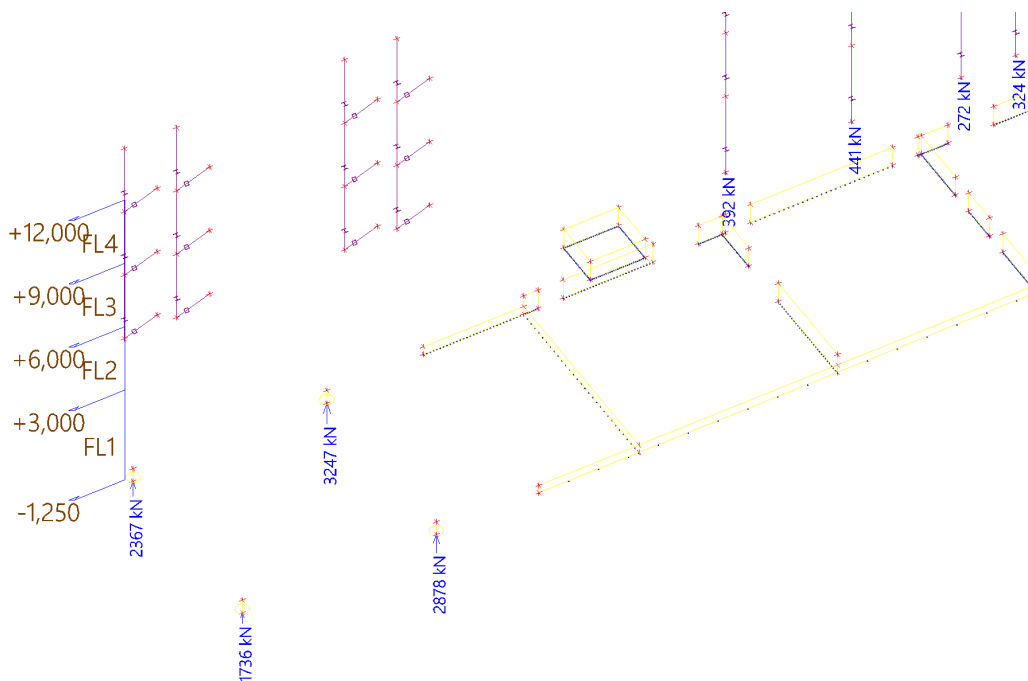 +12,000
FL4
+9,000
FL3
+6,000
FL2
+3,000
FL1
-1,250
2367 kN
1736 kN
3247 kN
2878 kN
392 kN
441 kN
272 kN
324 kN